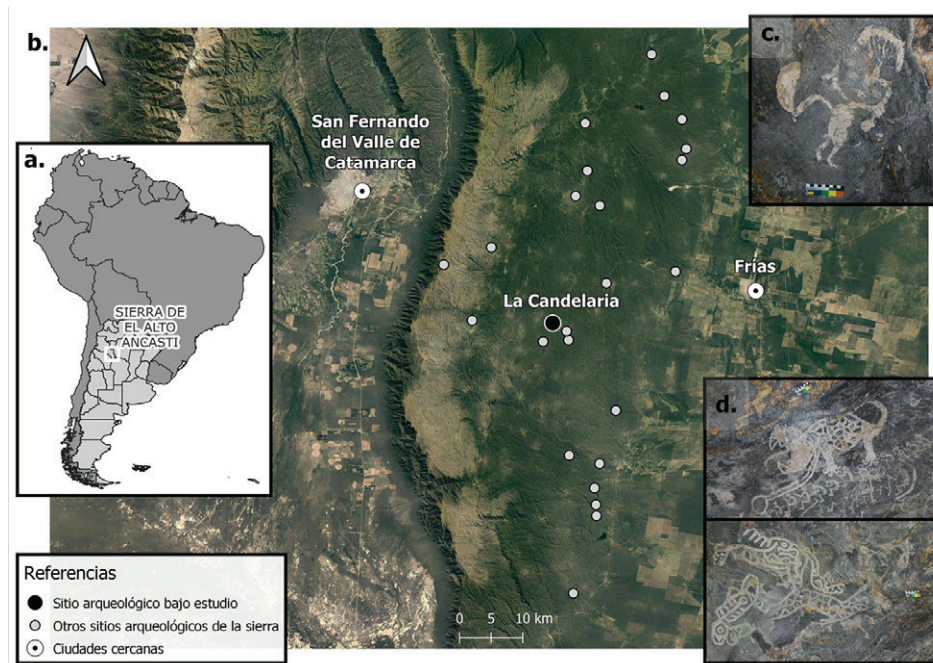 b.
c.
San Fernando
del Valle de
Catamarca
a.
SIERRA DE
EL ALTO
ANCASTI
Frías
La Candelaria
d.
Referencias
Sitio arqueológico bajo estudio
Otros sitios arqueológicos de la sierra
Ciudades cercanas
0 5 10 km